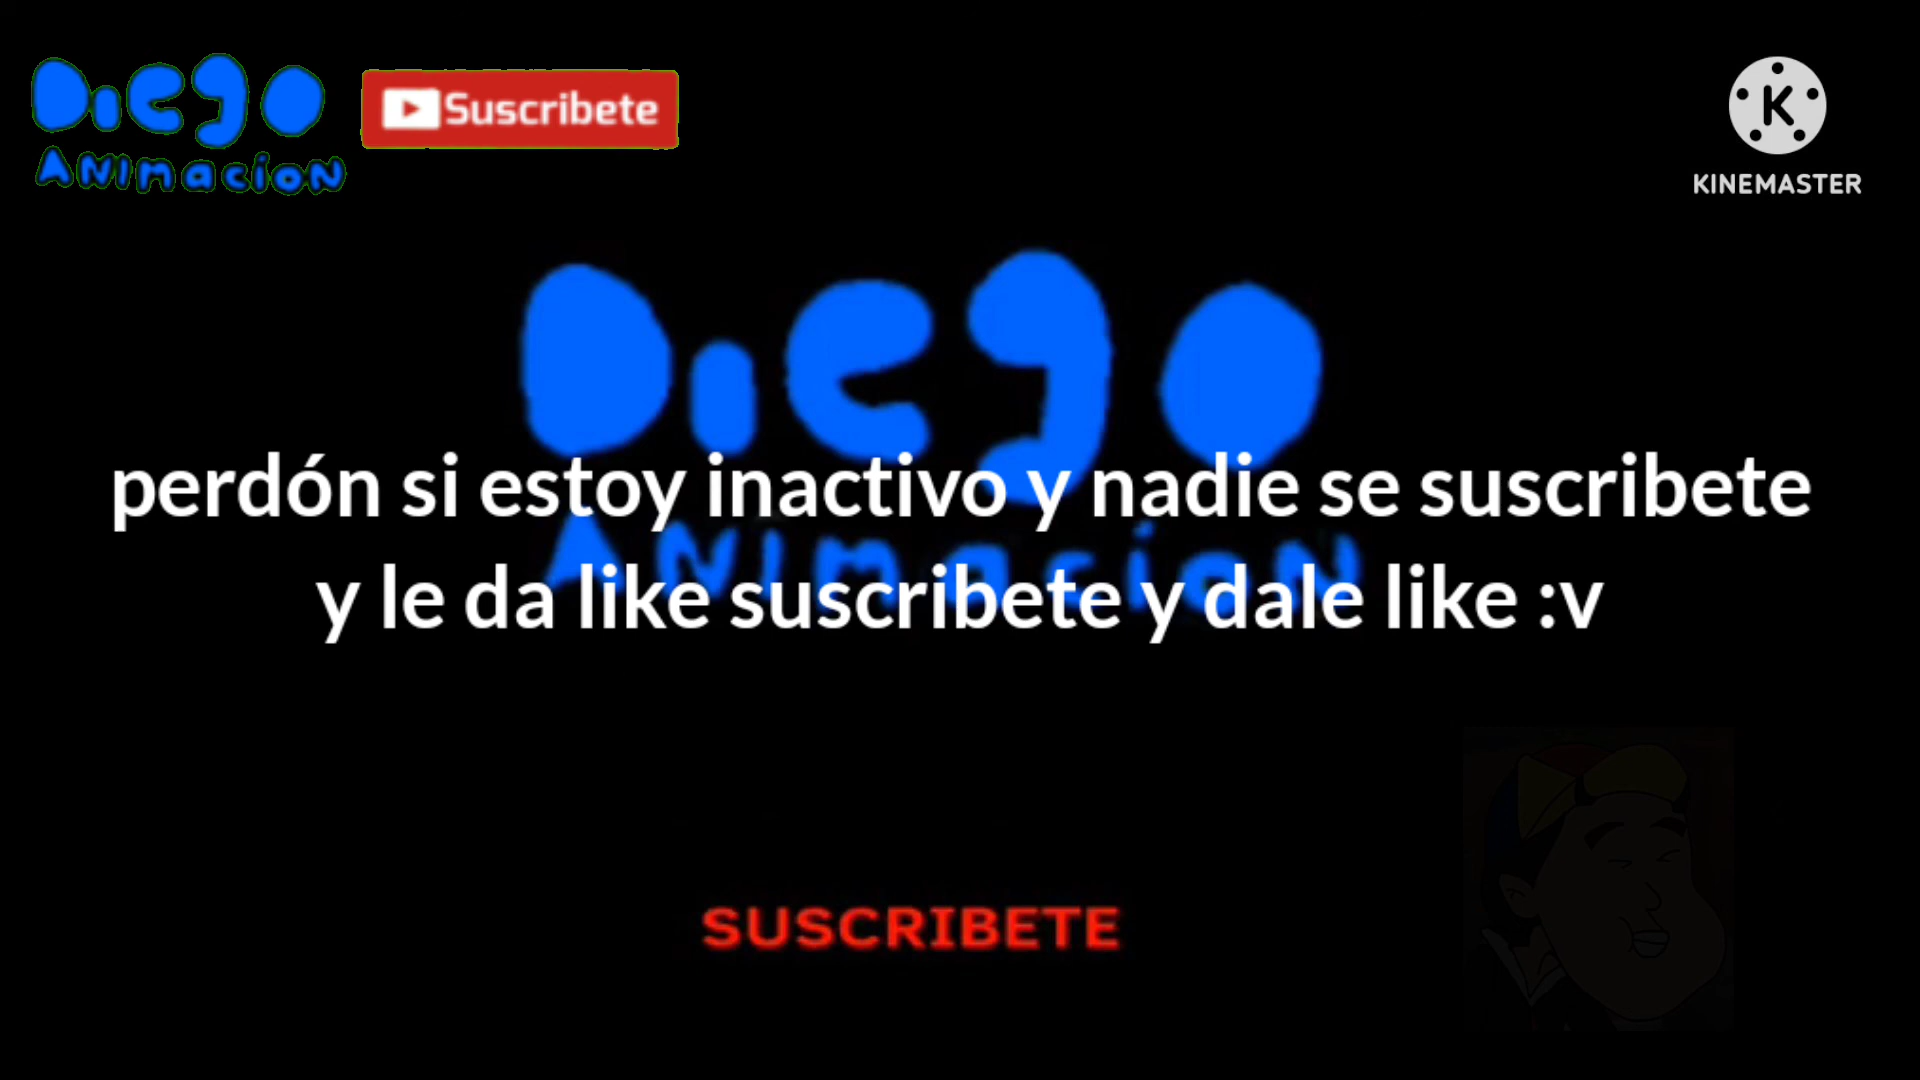 DIEGO
ANIMACION
Suscribete
K
KINEMASTER
DIEGO
ANIMACION
perdón si estoy inactivo y nadie se suscribete
y le da like suscribete y dale like :v
SUSCRIBETE